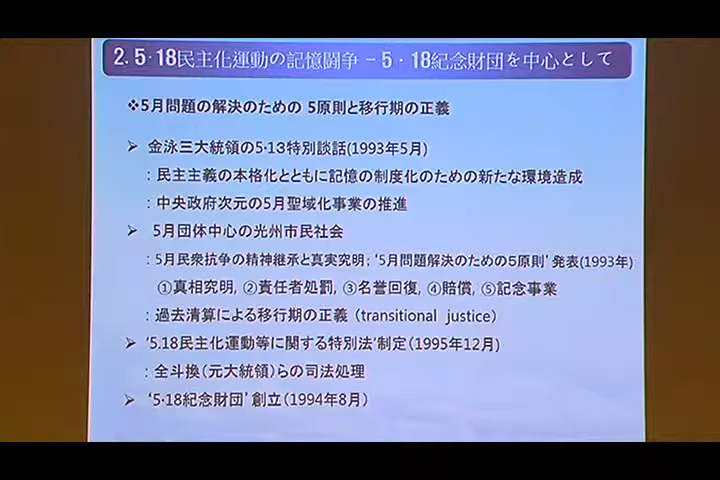 2. 5·18民主化運動の記憶闘争 － 5・18紀念財団を中心として
❖5月問題の解決のための 5原則と移行期の正義
➢ 金泳三大統領の5·13特別談話(1993年5月)
: 民主主義の本格化とともに記憶の制度化のための新たな環境造成
: 中央政府次元の5月聖域化事業の推進
➢ 5月団体中心の光州市民社会
: 5月民衆抗争の精神継承と真実究明; ‘5月問題解決のための5原則’ 発表(1993年)
①真相究明, ②責任者処罰, ③名誉回復, ④賠償, ⑤記念事業
: 過去清算による移行期の正義 (transitional justice)
➢ ‘5.18民主化運動等に関する特別法’制定(1995年12月)
: 全斗換(元大統領)らの司法処理
➢ ‘5·18紀念財団’ 創立(1994年8月)